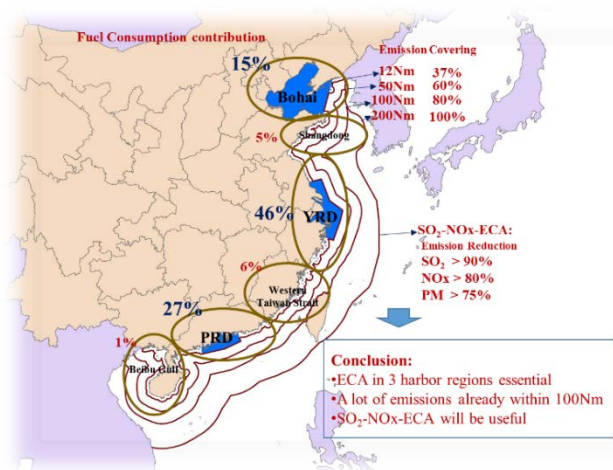 Fuel Consumption contribution
Emission Covering
15%
12Nm 37%
50Nm 60%
Bohai
100Nm 80%
200Nm 100%
5%
Shangdong
46%
YRD
SO₂-NOx-ECA:
Emission Reduction
SO₂ > 90%
NOx > 80%
PM > 75%
6%
Western
Taiwan Strait
27%
PRD
1%
Beibu Gulf
Conclusion:
•ECA in 3 harbor regions essential
•A lot of emissions already within 100Nm
•SO₂-NOx-ECA will be useful